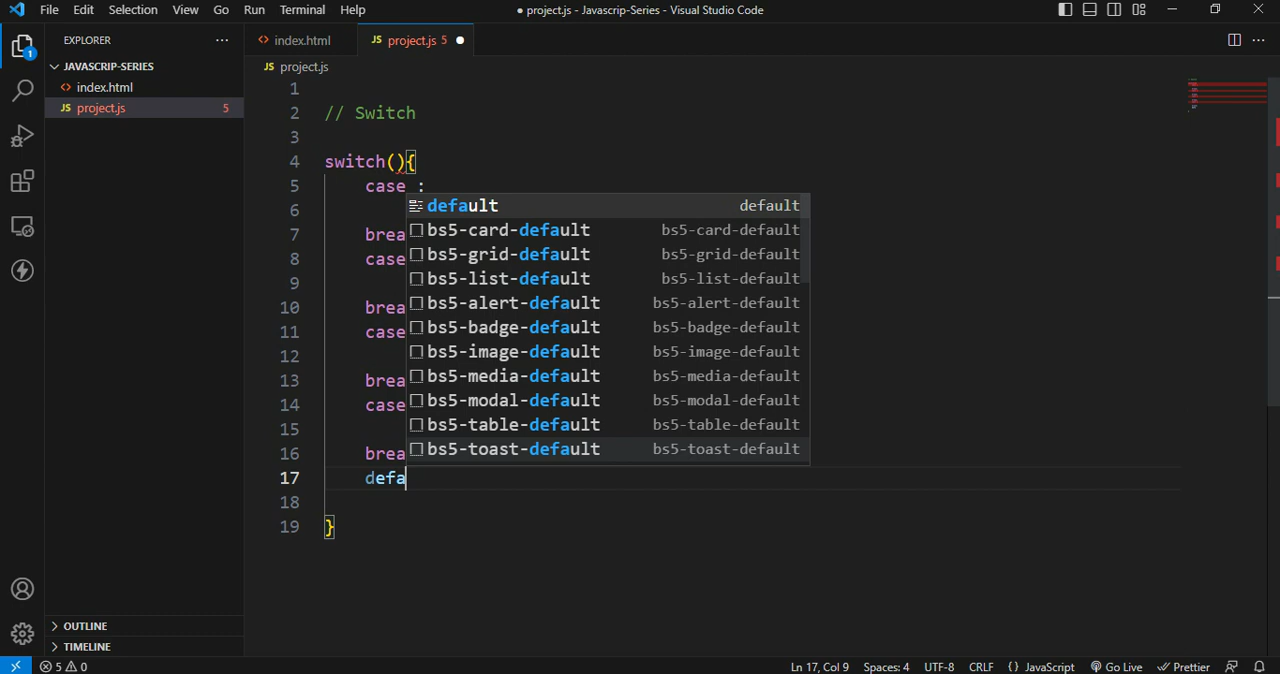 File Edit Selection View Go Run Terminal Help
● project.js - Javascrip-Series - Visual Studio Code
EXPLORER
JAVASCRIP-SERIES
<> index.html
JS project.js 5
1
OUTLINE
TIMELINE
<> index.html
JS project.js 5 ●
JS project.js
1
2 // Switch
3
4 switch(){
5 case :
6
7 brea
8 case
9
10 brea
11 case
12
13 brea
14 case
15
16 brea
17 defa
18
19 }
default default
bs5-card-default bs5-card-default
bs5-grid-default bs5-grid-default
bs5-list-default bs5-list-default
bs5-alert-default bs5-alert-default
bs5-badge-default bs5-badge-default
bs5-image-default bs5-image-default
bs5-media-default bs5-media-default
bs5-modal-default bs5-modal-default
bs5-table-default bs5-table-default
bs5-toast-default bs5-toast-default
5 0
Ln 17, Col 9 Spaces: 4 UTF-8 CRLF {} JavaScript Go Live Prettier